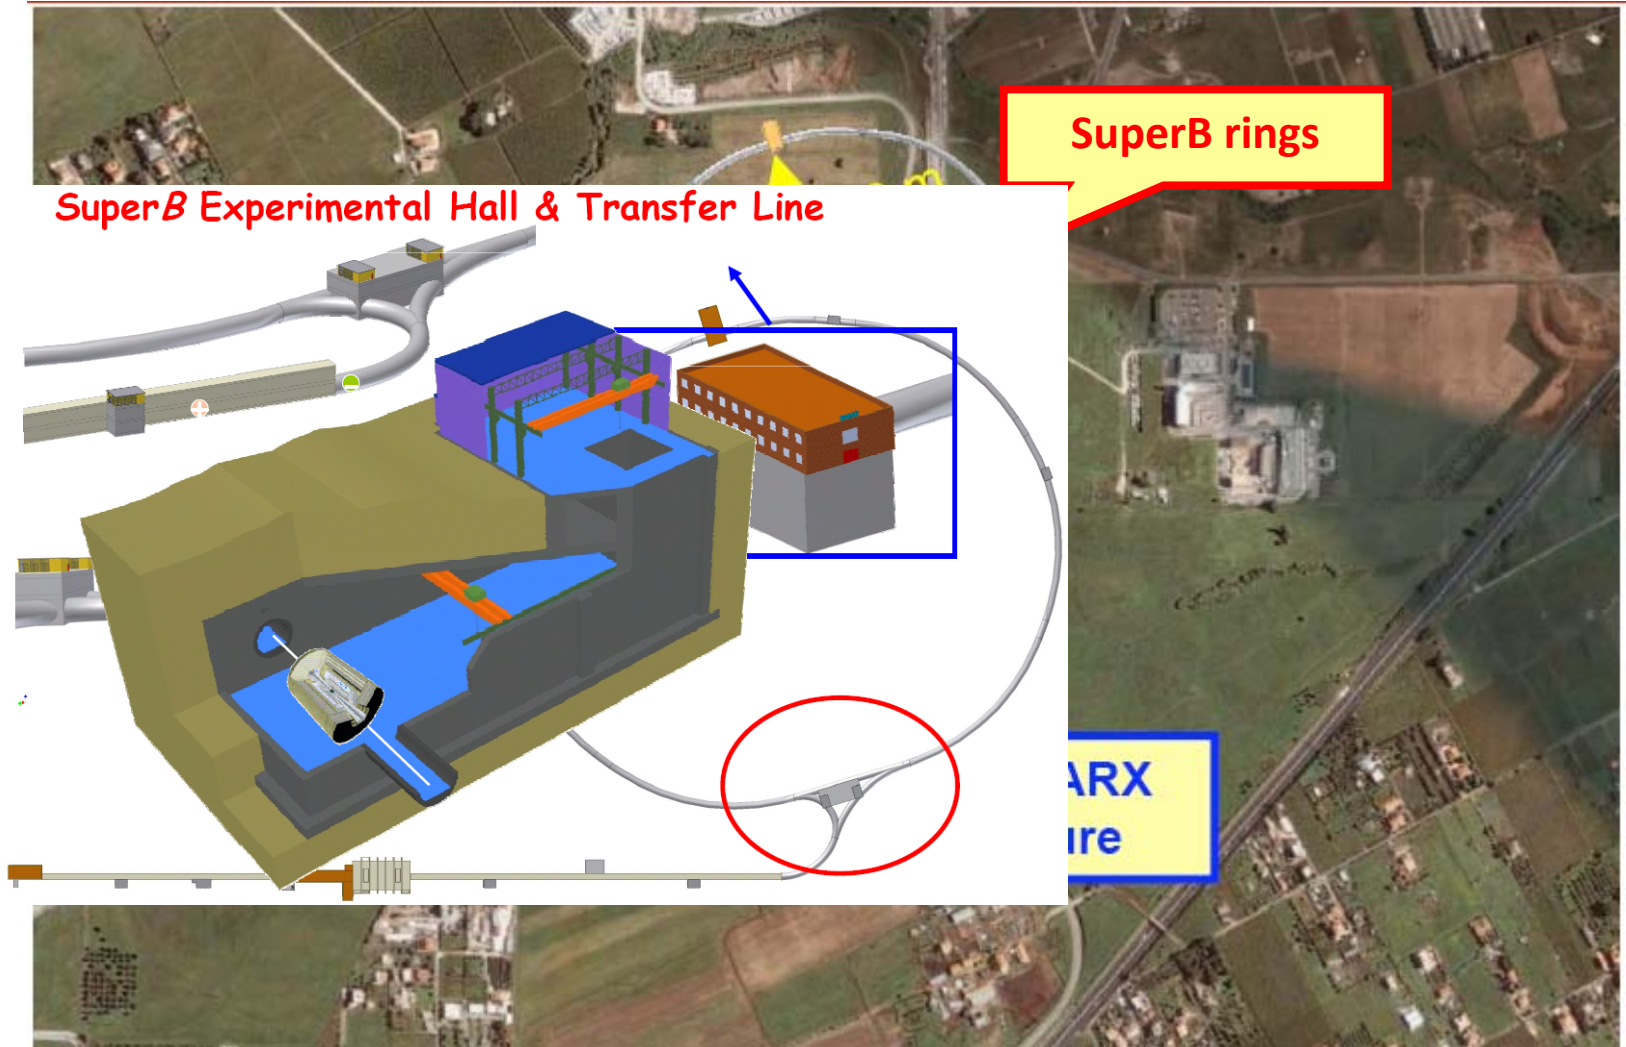 SuperB rings
SuperB Experimental Hall & Transfer Line
ARX
ure